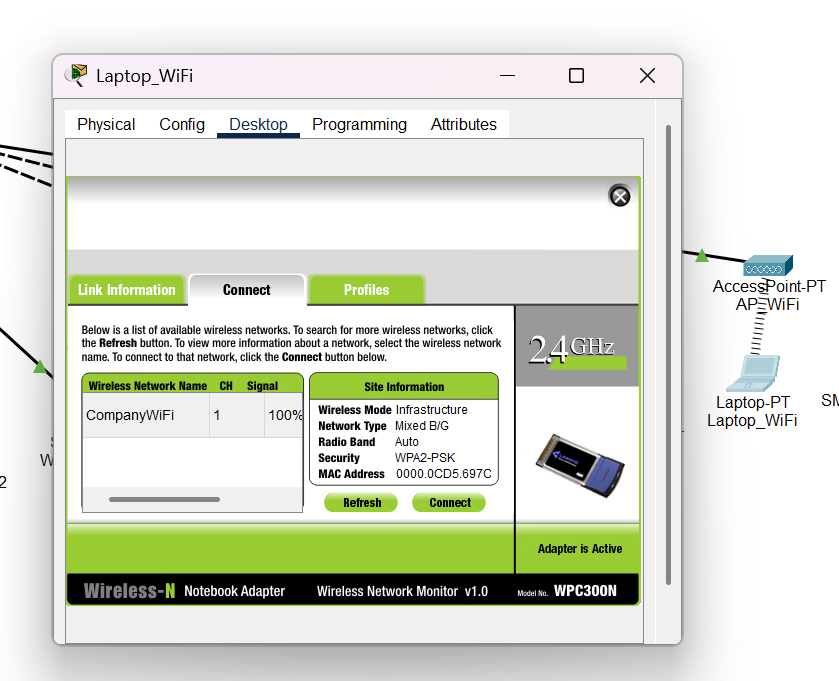 Laptop_WiFi
Physical Config Desktop Programming Attributes
Link Information Connect Profiles
Below is a list of available wireless networks. To search for more wireless networks, click
the Refresh button. To view more information about a network, select the wireless network
name. To connect to that network, click the Connect button below.
2.4GHz
Wireless Network Name CH Signal
CompanyWiFi 1 100%
Site Information
Wireless Mode Infrastructure
Network Type Mixed B/G
Radio Band Auto
Security WPA2-PSK
MAC Address 0000.0CD5.697C
Refresh Connect
Adapter is Active
Wireless-N Notebook Adapter Wireless Network Monitor v1.0 Model No. WPC300N
AccessPoint-PT
AP_WiFi
Laptop-PT
Laptop_WiFi
SM
W
2